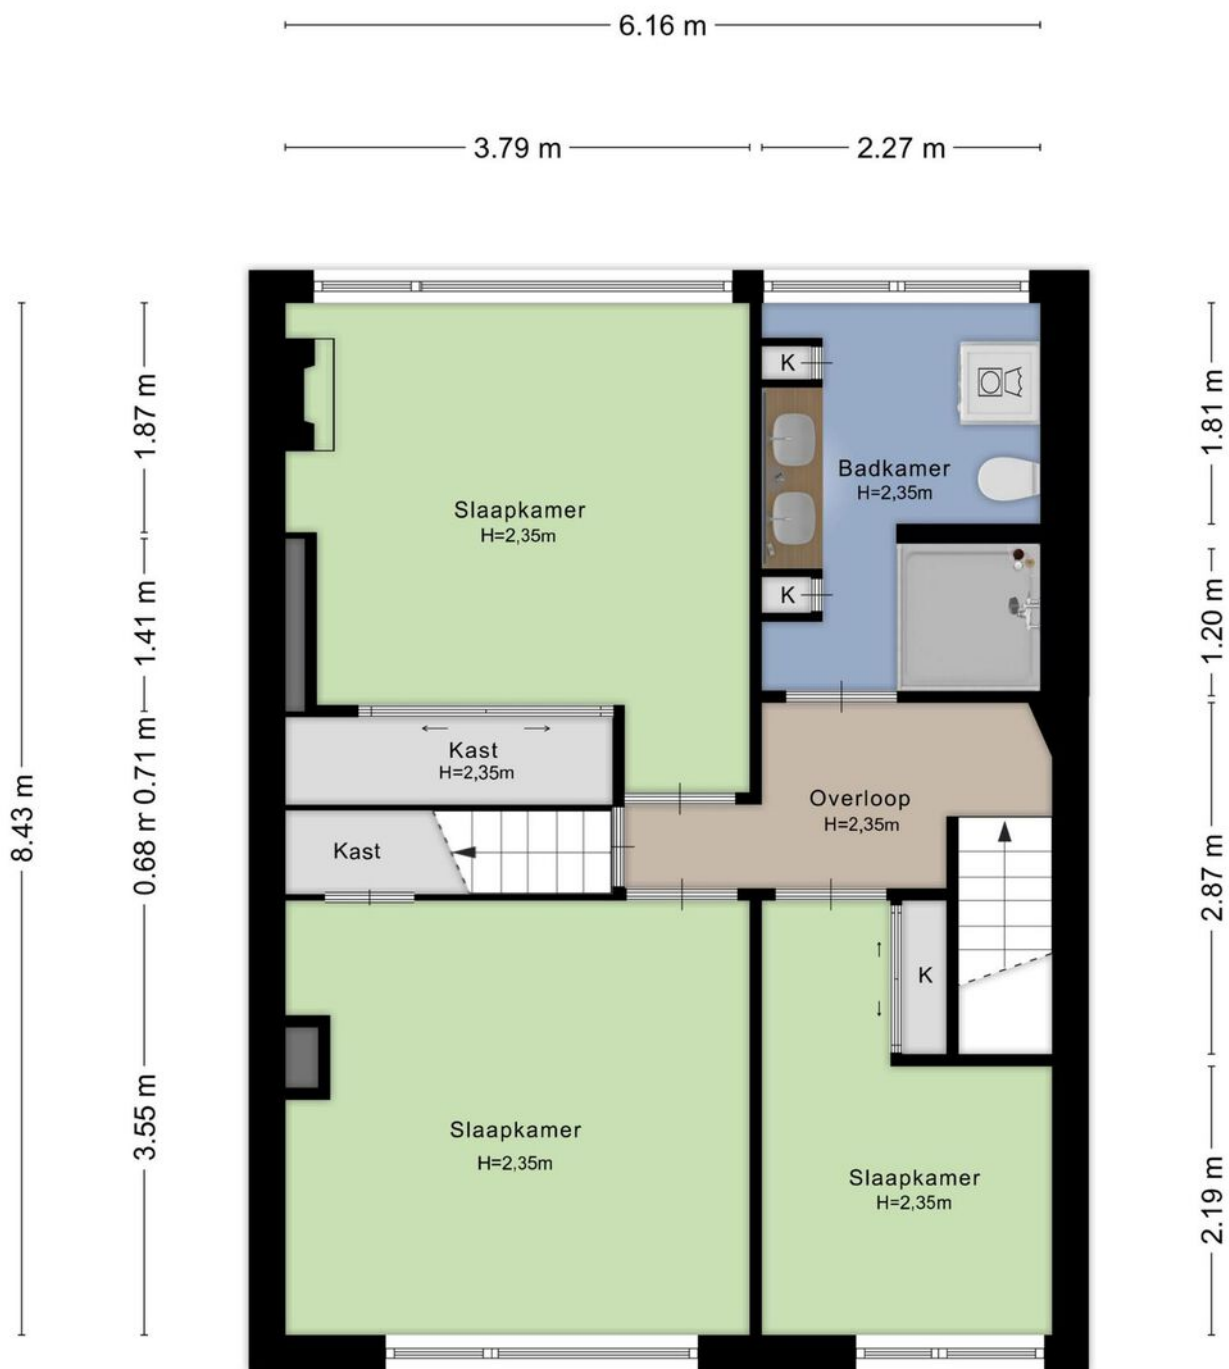 6.16 m
3.79 m
2.27 m
8.43 m
1.87 m
1.41 m
0.71 m
0.68 m
3.55 m
1.81 m
1.20 m
2.87 m
2.19 m
K
Badkamer
H=2,35m
Slaapkamer
H=2,35m
K
Kast
H=2,35m
Overloop
H=2,35m
Kast
K
Slaapkamer
H=2,35m
Slaapkamer
H=2,35m